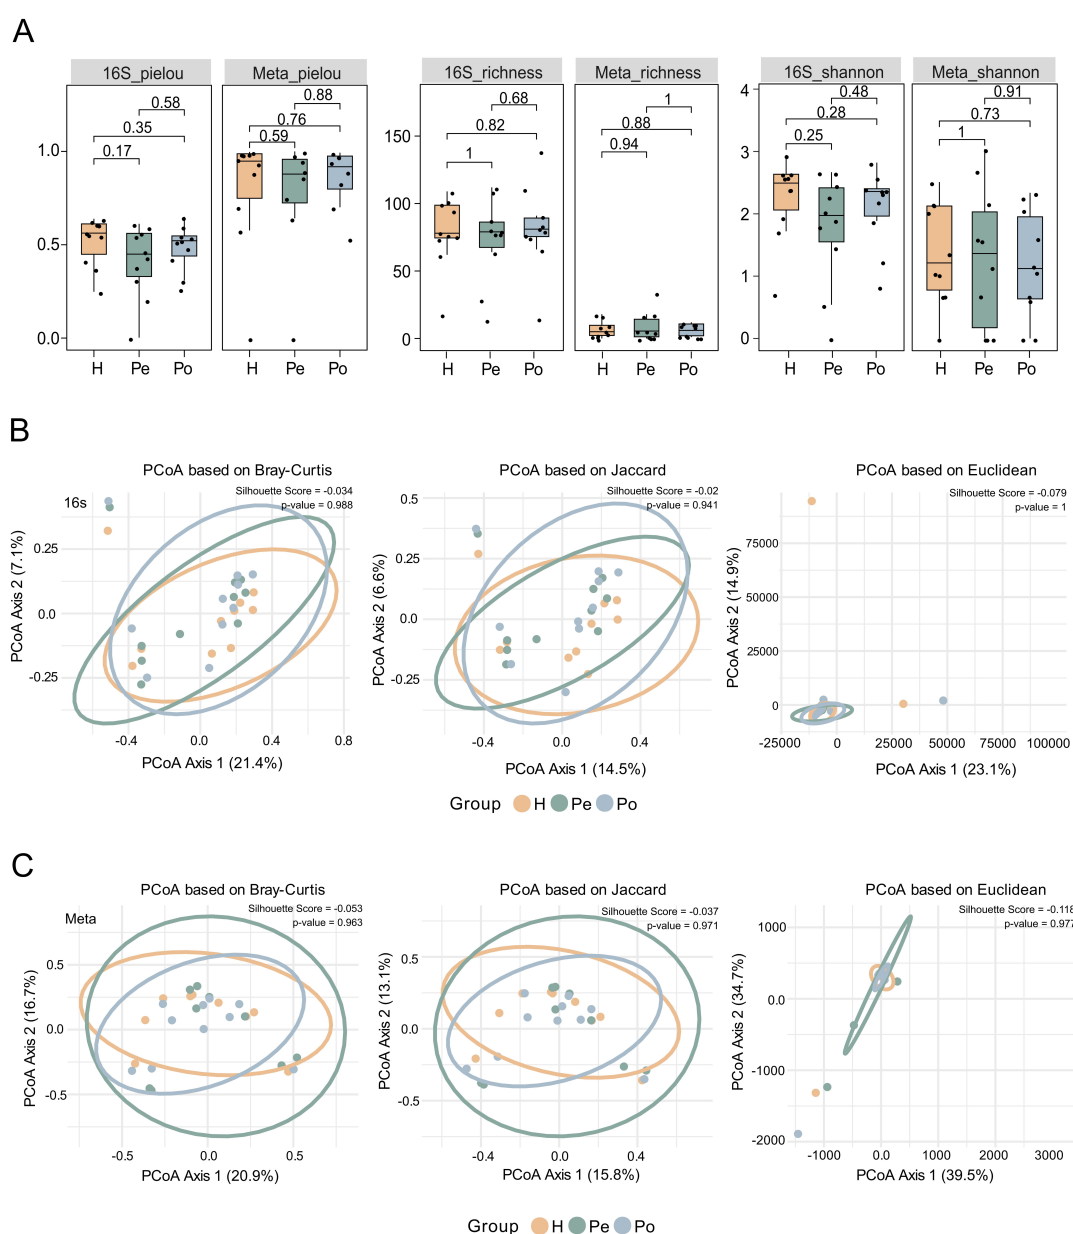 A
16S_pielou Meta_pielou 16S_richness Meta_richness 16S_shannon Meta_shannon
0.58 0.88 0.68 1 0.48 0.91
0.35 0.76 0.82 0.88 0.28 0.73
0.17 0.59 1 0.94 0.25 1
1.0 150 4
0.5 100 3
0.0 50 2
0 1
0
H Pe Po H Pe Po H Pe Po H Pe Po H Pe Po H Pe Po
B
PCoA based on Bray-Curtis
Silhouette Score = -0.034
p-value = 0.988
16s
PCoA Axis 2 (7.1%)
0.25
0.0
-0.25
-0.4 0.0 0.4 0.8
PCoA Axis 1 (21.4%)
PCoA based on Jaccard
Silhouette Score = -0.02
p-value = 0.941
PCoA Axis 2 (6.6%)
0.5
0.25
0.0
-0.25
-0.4 0.0 0.4
PCoA Axis 1 (14.5%)
PCoA based on Euclidean
Silhouette Score = -0.079
p-value = 1
PCoA Axis 2 (14.9%)
75000
50000
25000
0
-25000 0 25000 50000 75000 100000
PCoA Axis 1 (23.1%)
Group H Pe Po
C
PCoA based on Bray-Curtis
Silhouette Score = -0.053
p-value = 0.963
Meta
PCoA Axis 2 (16.7%)
0.5
0.0
-0.5
-0.5 0.0 0.5
PCoA Axis 1 (20.9%)
PCoA based on Jaccard
Silhouette Score = -0.037
p-value = 0.971
PCoA Axis 2 (13.1%)
0.5
0.0
-0.5
-0.4 0.0 0.4
PCoA Axis 1 (15.8%)
PCoA based on Euclidean
Silhouette Score = -0.118
p-value = 0.977
PCoA Axis 2 (34.7%)
1000
0.0
-1000
-2000
-1000 0.0 1000 2000 3000
PCoA Axis 1 (39.5%)
Group H Pe Po